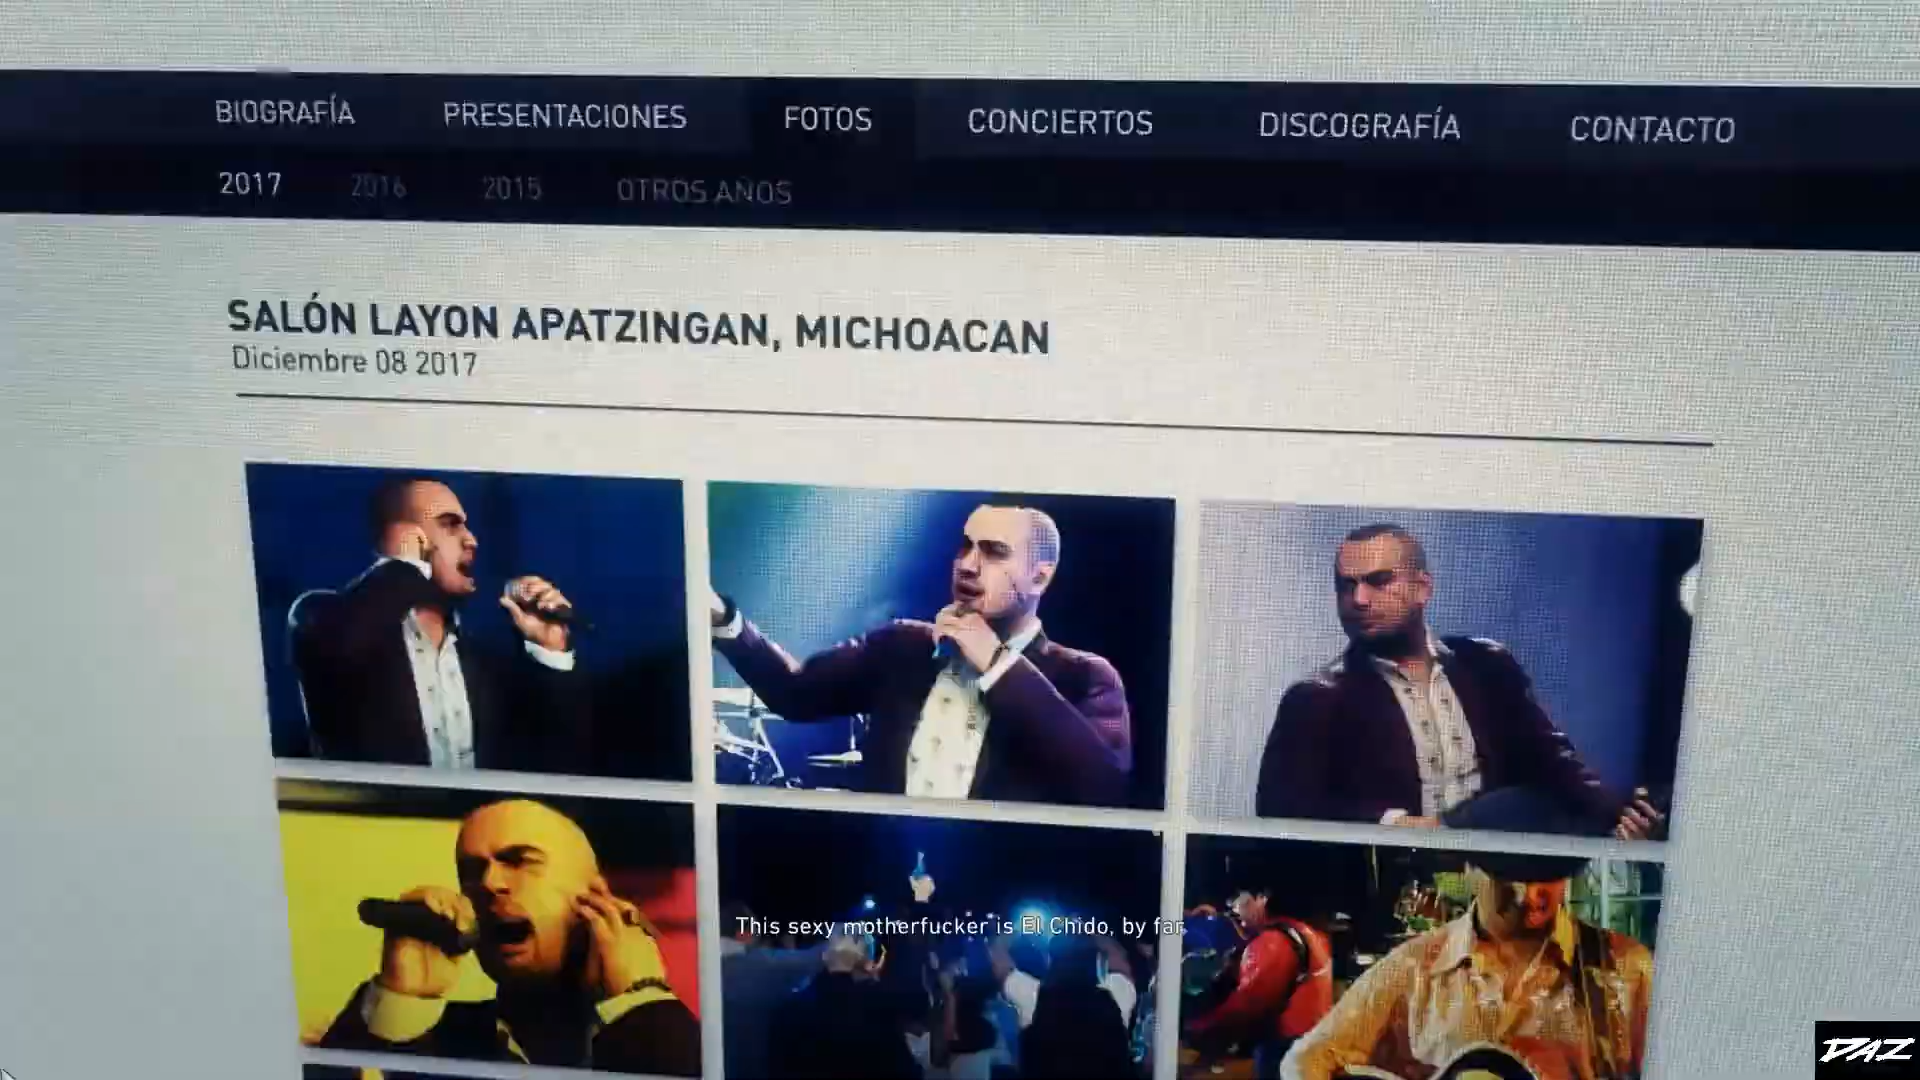 BIOGRAFÍA PRESENTACIONES FOTOS CONCIERTOS DISCOGRAFÍA CONTACTO
2017 2016 2015 OTROS AÑOS
SALÓN LAYON APATZINGAN, MICHOACAN
Diciembre 08 2017
This sexy motherfucker is El Chido, by far.
DAZ